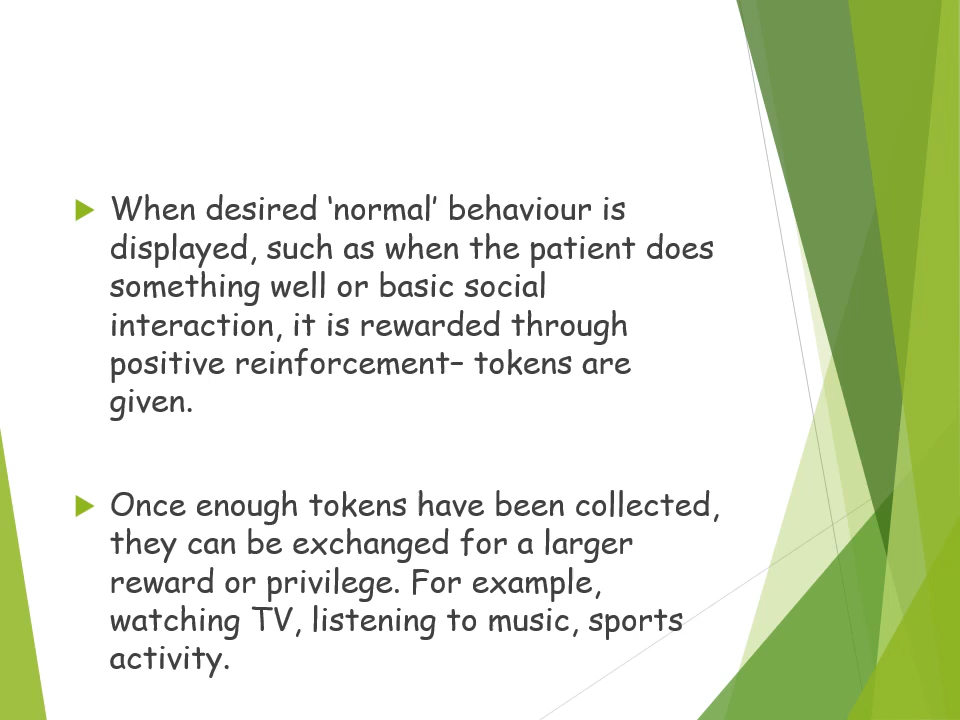 When desired ‘normal’ behaviour is
displayed, such as when the patient does
something well or basic social
interaction, it is rewarded through
positive reinforcement– tokens are
given.
Once enough tokens have been collected,
they can be exchanged for a larger
reward or privilege. For example,
watching TV, listening to music, sports
activity.